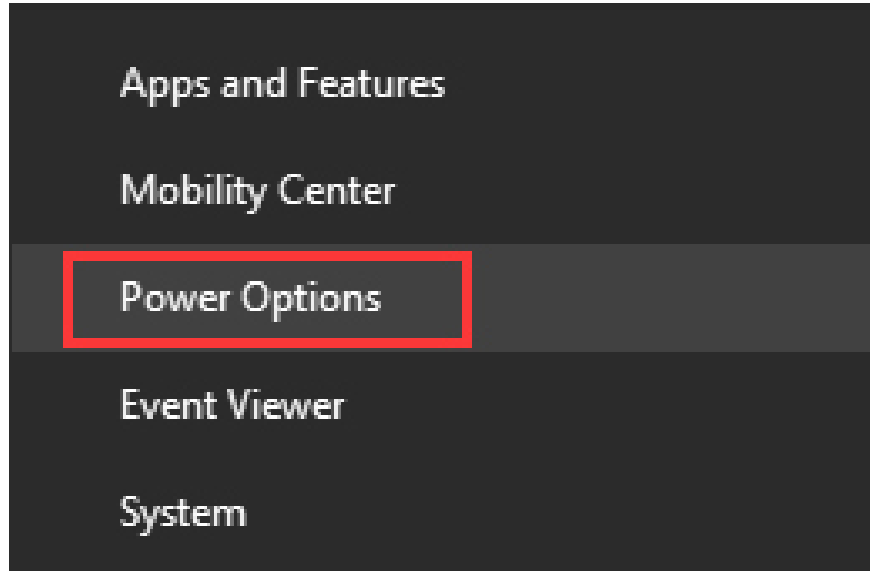 Apps and Features
Mobility Center
Power Options
Event Viewer
System